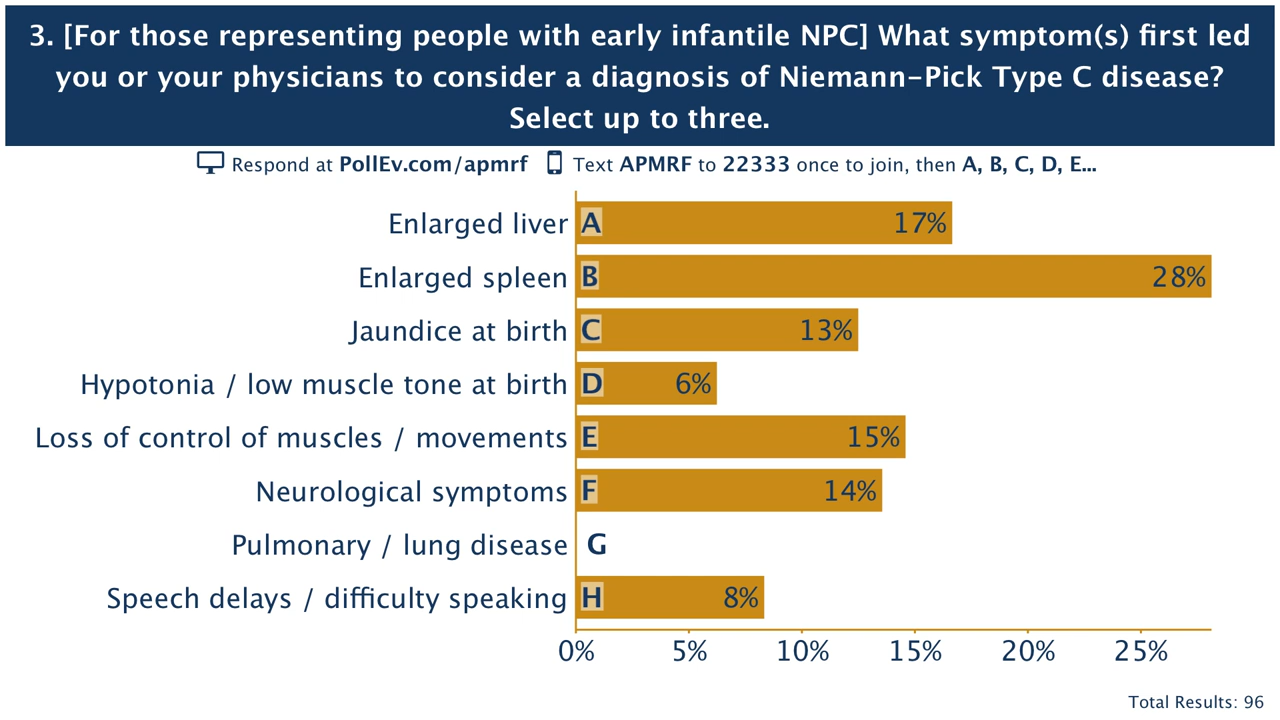 3. [For those representing people with early infantile NPC] What symptom(s) first led
you or your physicians to consider a diagnosis of Niemann-Pick Type C disease?
Select up to three.
Respond at PollEv.com/apmrf Text APMRF to 22333 once to join, then A, B, C, D, E...
Enlarged liver A 17%
Enlarged spleen B 28%
Jaundice at birth C 13%
Hypotonia / low muscle tone at birth D 6%
Loss of control of muscles / movements E 15%
Neurological symptoms F 14%
Pulmonary / lung disease G
Speech delays / difficulty speaking H 8%
0% 5% 10% 15% 20% 25%
Total Results: 96